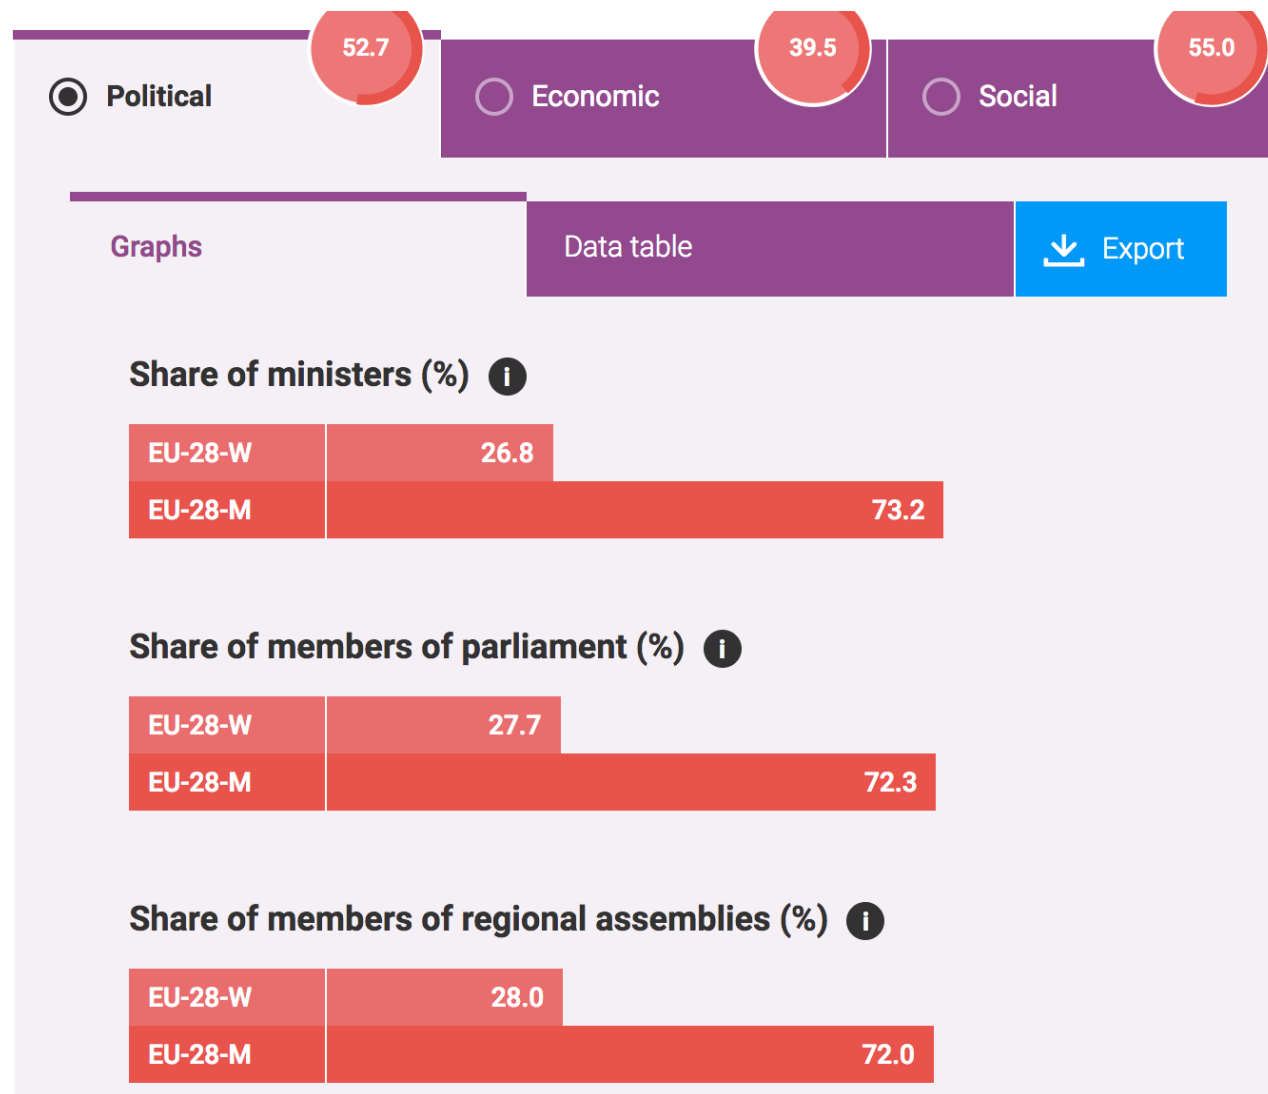 52.7 39.5 55.0
Political Economic Social
Graphs Data table Export
Share of ministers (%) i
EU-28-W 26.8
EU-28-M 73.2
Share of members of parliament (%) i
EU-28-W 27.7
EU-28-M 72.3
Share of members of regional assemblies (%) i
EU-28-W 28.0
EU-28-M 72.0